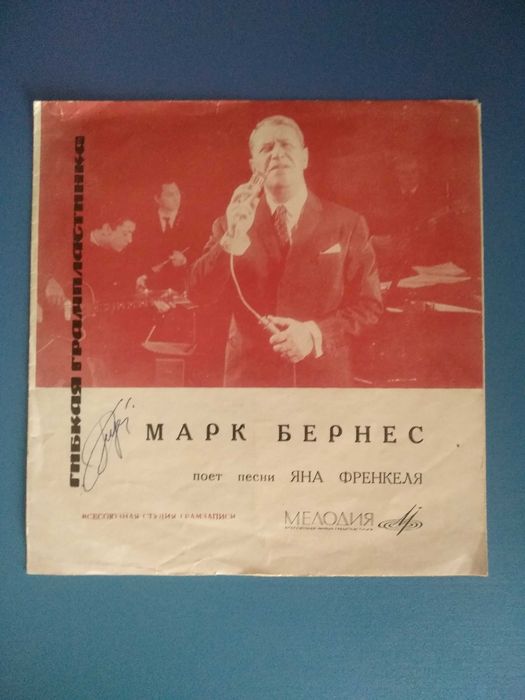 ГИБКАЯ ГРАМПЛАСТИНКА
МАРК БЕРНЕС
поет песни ЯНА ФРЕНКЕЛЯ
ВСЕСОЮЗНАЯ СТУДИЯ ГРАМЗАПИСИ
МЕЛОДИЯ